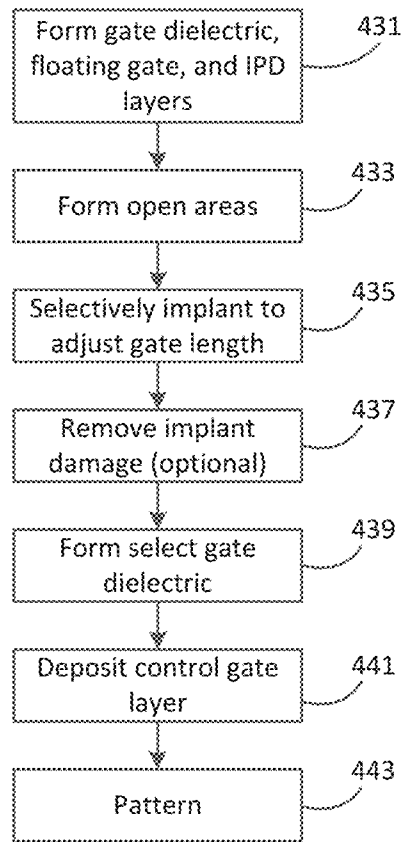 Form gate dielectric,
floating gate, and IPD
layers
431
Form open areas
433
Selectively implant to
adjust gate length
435
Remove implant
damage (optional)
437
Form select gate
dielectric
439
Deposit control gate
layer
441
Pattern
443